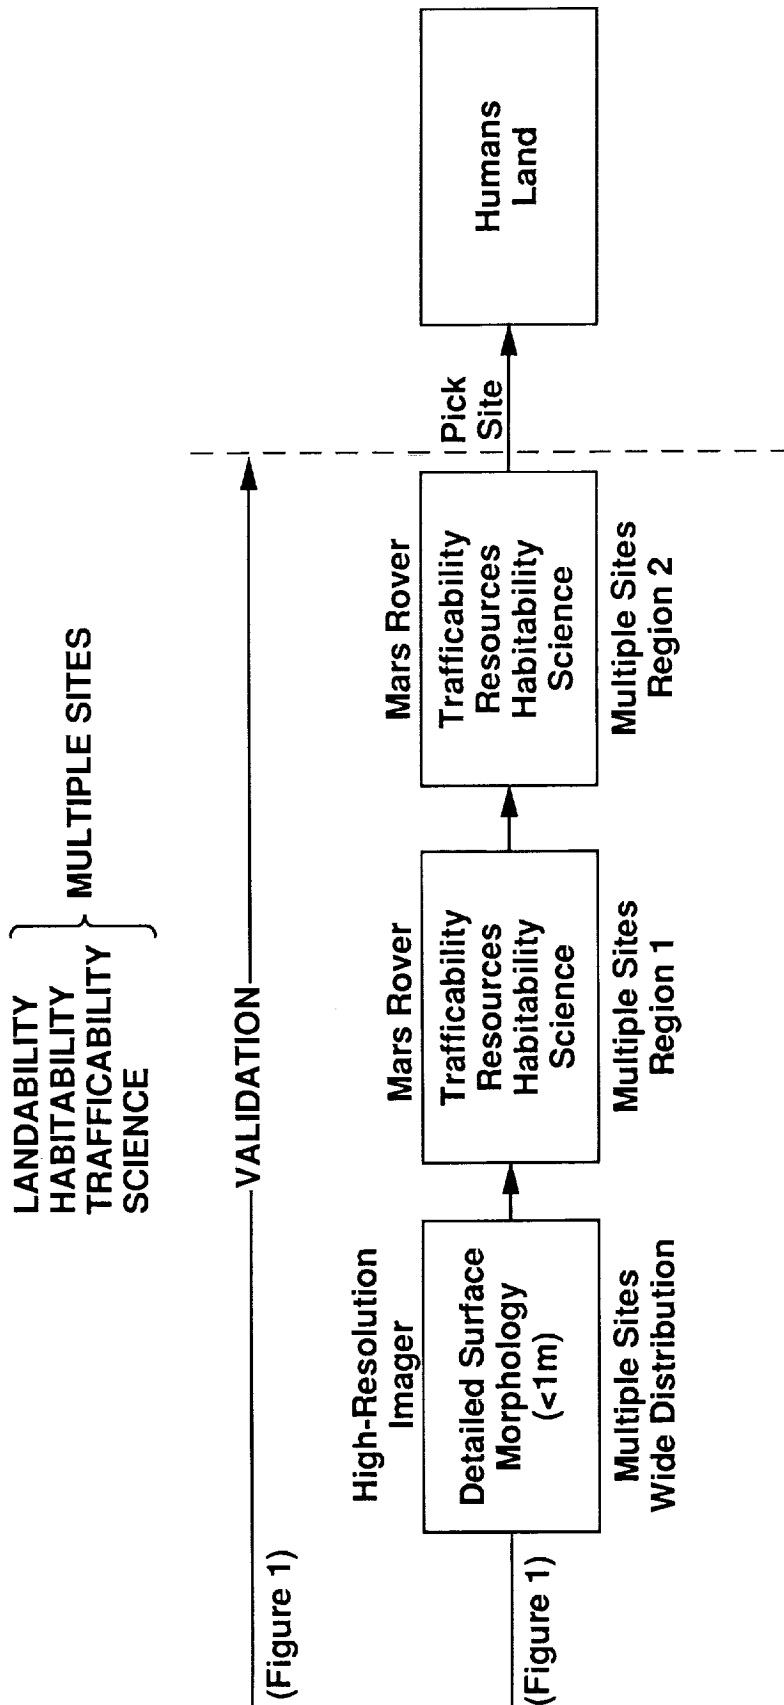 LANDABILITY
HABITABILITY
TRAFFICABILITY
SCIENCE
MULTIPLE SITES
VALIDATION
(Figure 1)
(Figure 1)
High-Resolution
Imager
Detailed Surface
Morphology
(<1m)
Multiple Sites
Wide Distribution
Mars Rover
Trafficability
Resources
Habitability
Science
Multiple Sites
Region 1
Mars Rover
Trafficability
Resources
Habitability
Science
Multiple Sites
Region 2
Pick
Site
Humans
Land